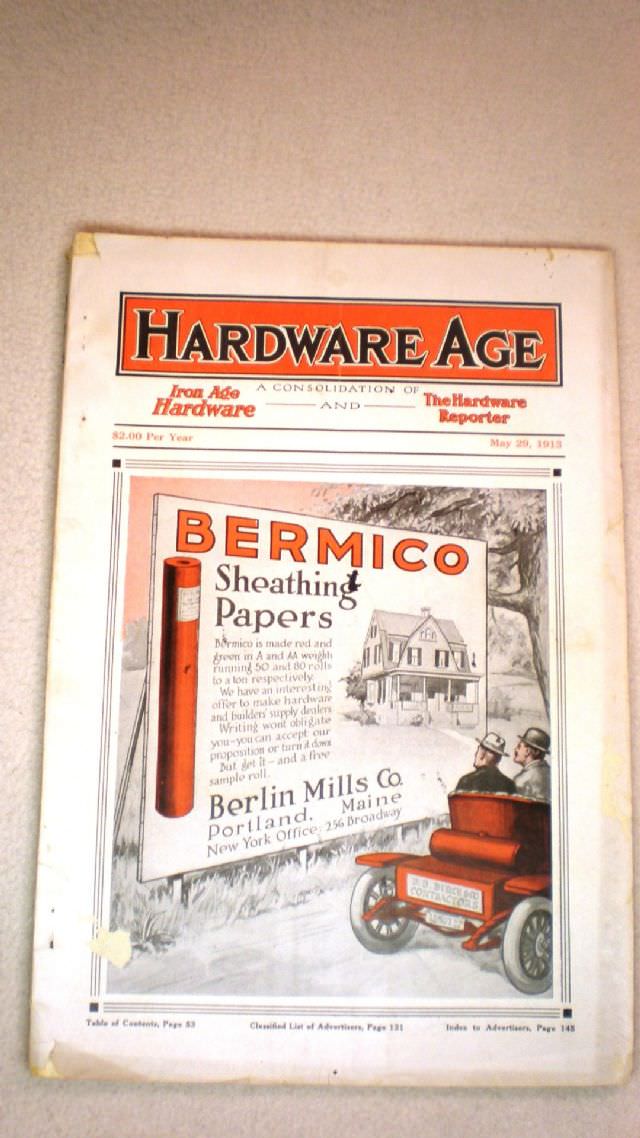 HARDWARE AGE
A CONSOLIDATION OF
Iron Age Hardware AND The Hardware Reporter
$2.00 Per Year May 29, 1913
BERMICO
Sheathing
Papers
Bermico is made red and
green in A and AA weights
running 50 and 80 rolls
to a ton respectively.
We have an interesting
offer to make hardware
and builders' supply dealers
Writing wont obligate
you-you can accept our
proposition or turn it down
But get it - and a free
sample roll.
Berlin Mills Co.
Portland, Maine
New York Office: 256 Broadway
CONTRACTORS
Table of Contents, Page 53 Classified List of Advertisers, Page 131 Index to Advertisers, Page 145